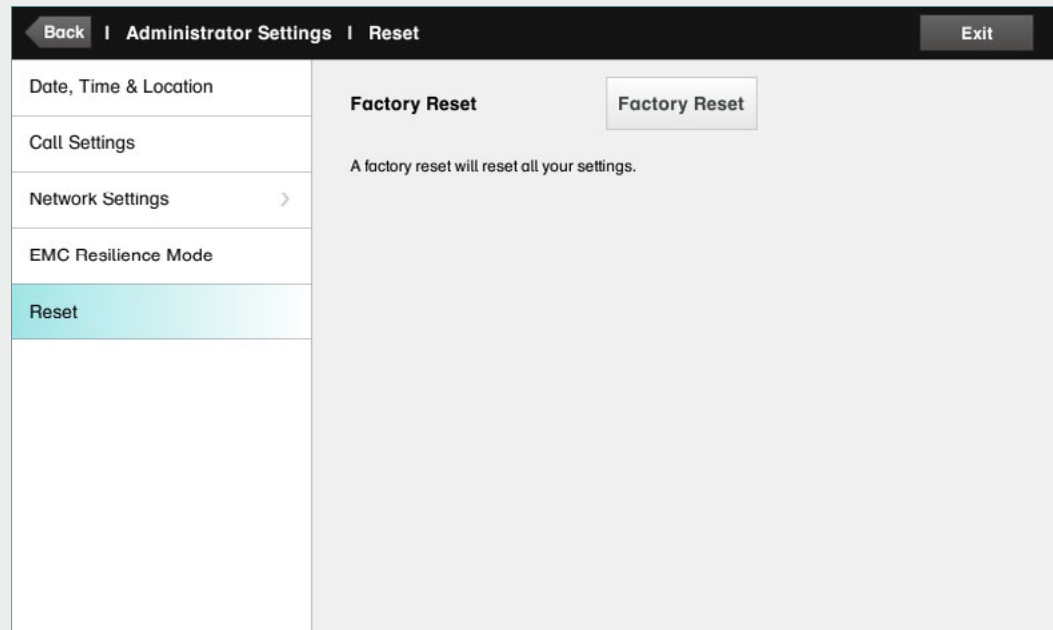 Back | Administrator Settings | Reset
Exit
Date, Time & Location
Call Settings
Network Settings
EMC Resilience Mode
Reset
Factory Reset
Factory Reset
A factory reset will reset all your settings.